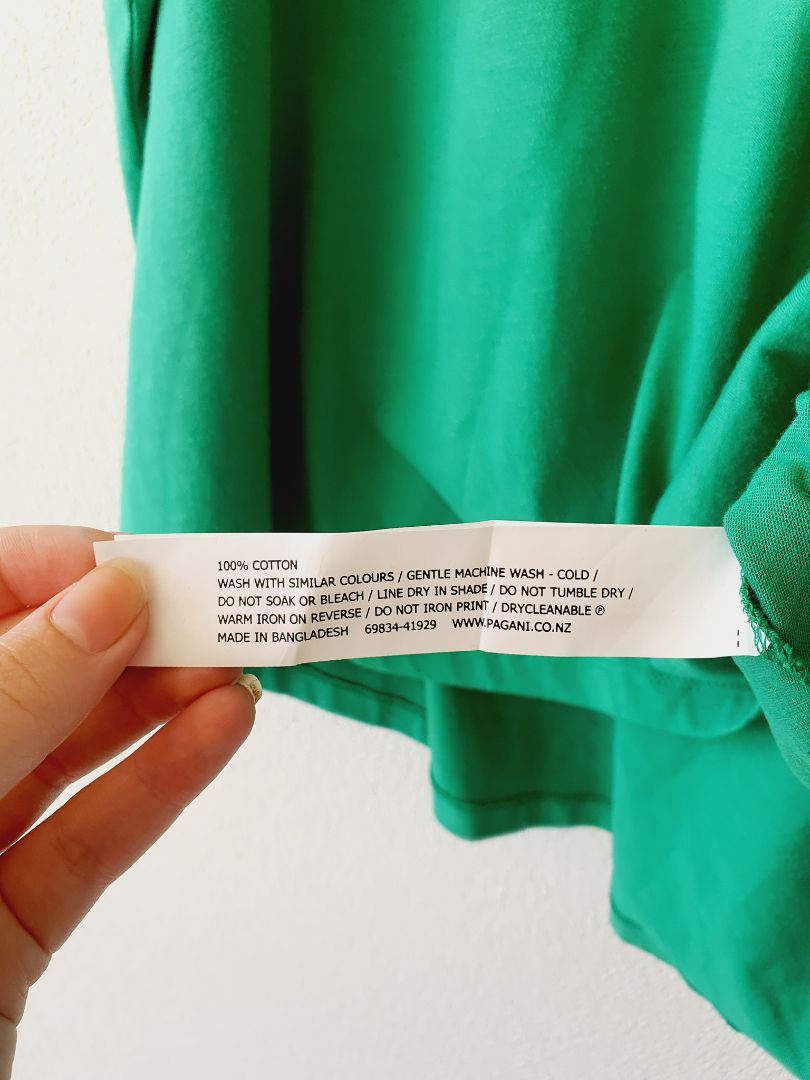 100% COTTON
WASH WITH SIMILAR COLOURS / GENTLE MACHINE WASH - COLD /
DO NOT SOAK OR BLEACH / LINE DRY IN SHADE / DO NOT TUMBLE DRY /
WARM IRON ON REVERSE / DO NOT IRON PRINT / DRYCLEANABLE Ⓟ
MADE IN BANGLADESH 69834-41929 WWW.PAGANI.CO.NZ